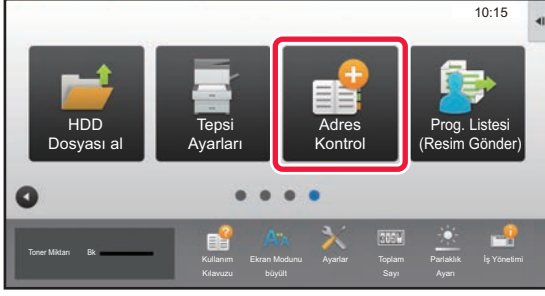 10:15
HDD
Dosyası al
Tepsi
Ayarları
Adres
Kontrol
Prog. Listesi
(Resim Gönder)
Toner Miktarı Bk
Kullanım
Kılavuzu
Ekran Modunu
büyült
Ayarlar
Toplam
Sayı
Parlaklık
Ayarı
İş Yönetimi